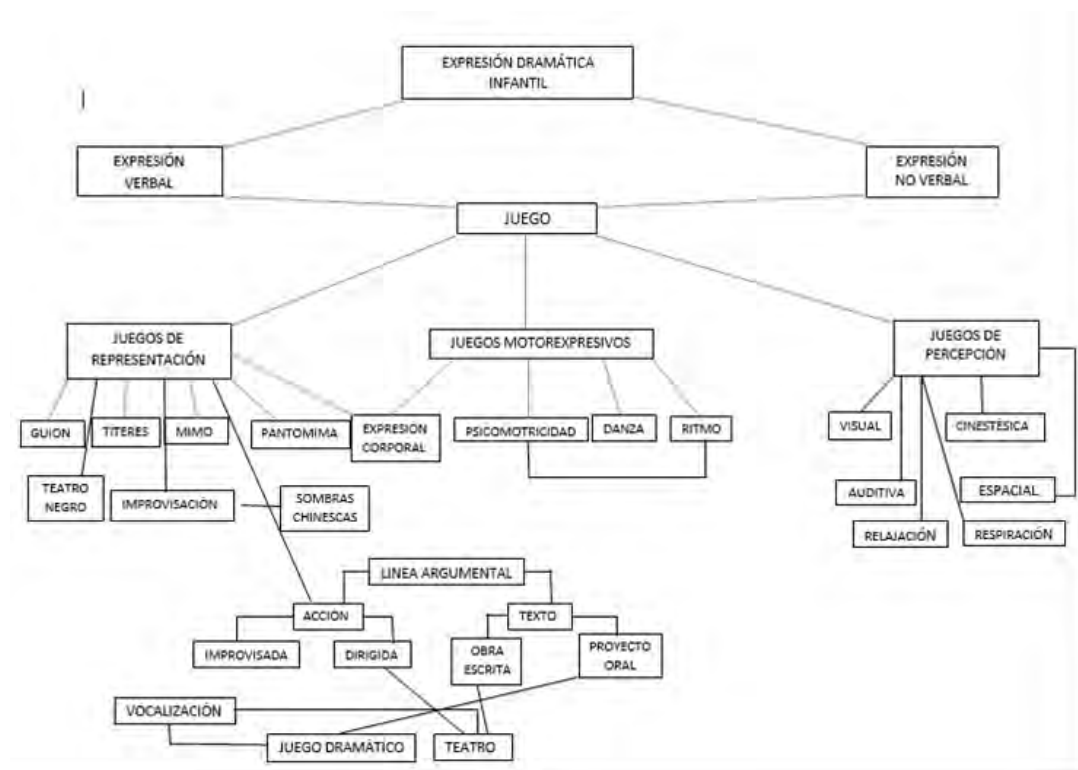 EXPRESIÓN DRAMÁTICA
INFANTIL
EXPRESIÓN
VERBAL
EXPRESIÓN
NO VERBAL
JUEGO
JUEGOS DE
REPRESENTACIÓN
JUEGOS MOTOREXPRESIVOS
JUEGOS DE
PERCEPCIÓN
GUION
TÍTERES
MIMO
PANTOMIMA
EXPRESION
CORPORAL
PSICOMOTRICIDAD
DANZA
RITMO
VISUAL
CINESTÉSICA
TEATRO
NEGRO
IMPROVISACIÓN
SOMBRAS
CHINESCAS
AUDITIVA
ESPACIAL
RELAJACIÓN
RESPIRACIÓN
LINEA ARGUMENTAL
ACCIÓN
TEXTO
IMPROVISADA
DIRIGIDA
OBRA
ESCRITA
PROYECTO
ORAL
VOCALIZACIÓN
JUEGO DRAMÁTICO
TEATRO